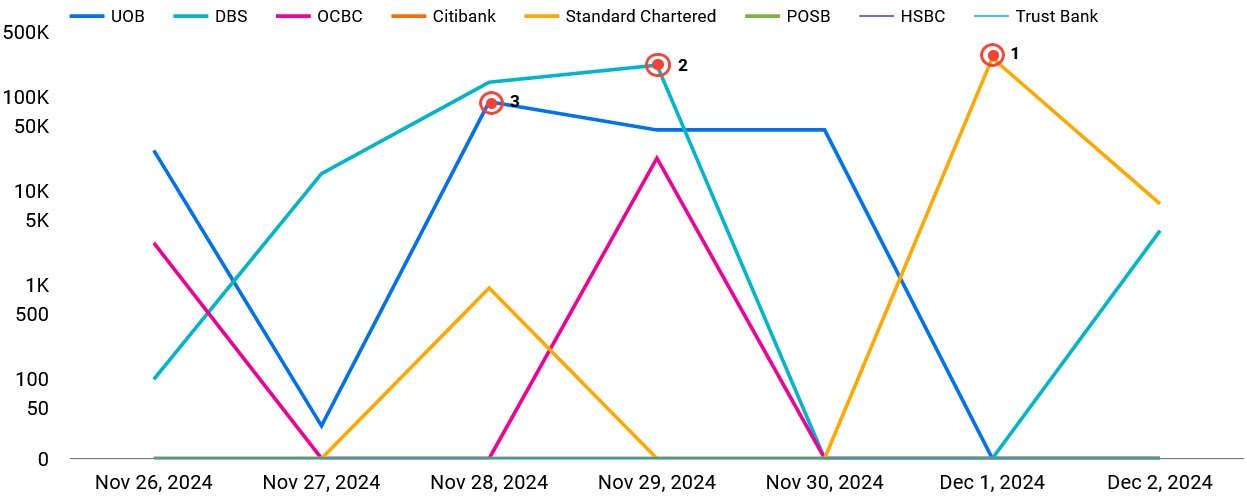 UOB DBS OCBC Citibank Standard Chartered POSB HSBC Trust Bank
500K
1
2
100K
3
50K
10K
5K
1K
500
100
50
0
Nov 26, 2024 Nov 27, 2024 Nov 28, 2024 Nov 29, 2024 Nov 30, 2024 Dec 1, 2024 Dec 2, 2024